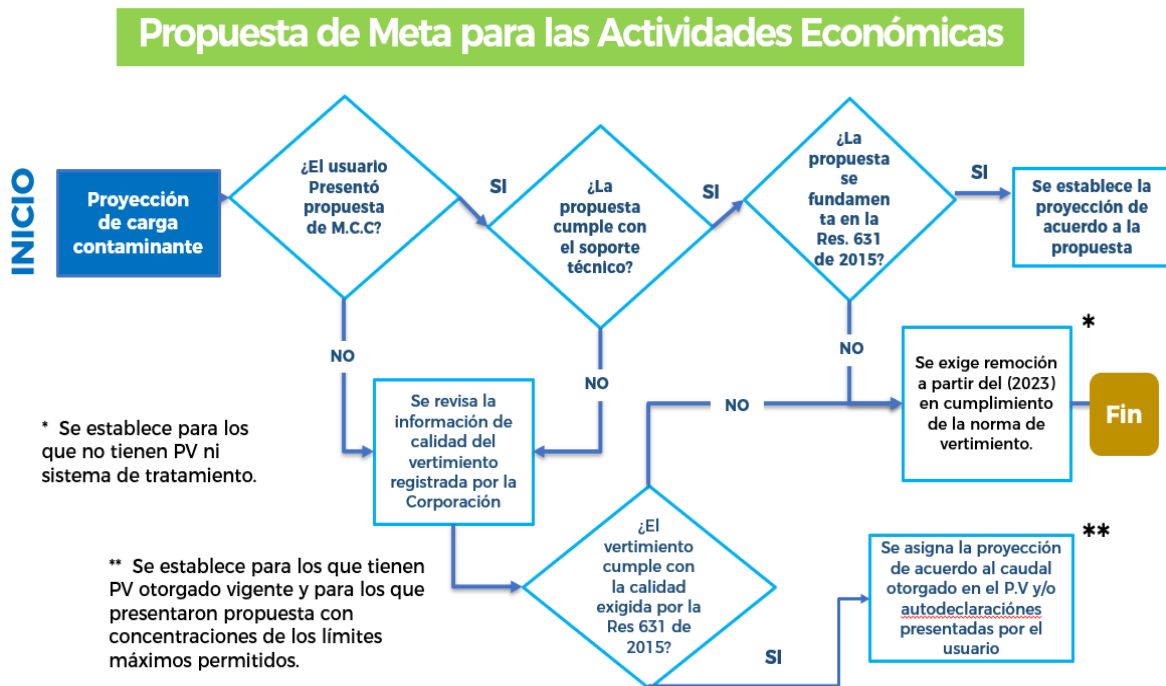 Propuesta de Meta para las Actividades Económicas
INICIO
Proyección
de carga
contaminante
¿El usuario
Presentó
propuesta
de M.C.C?
SI
¿La
propuesta
cumple con
el soporte
técnico?
SI
¿La
propuesta
se
fundamen
ta en la
Res. 631
de 2015?
SI
Se establece la
proyección de
acuerdo a la
propuesta
NO
NO
NO
Se revisa la
información de
calidad del
vertimiento
registrada por la
Corporación
NO
*
Se exige remoción
a partir del (2023)
en cumplimiento
de la norma de
vertimiento.
Fin
* Se establece para los
que no tienen PV ni
sistema de tratamiento.
¿El
vertimiento
cumple con
la calidad
exigida por la
Res 631 de
2015?
SI
**
Se asigna la proyección
de acuerdo al caudal
otorgado en el P.V y/o
autodeclaraciónes
presentadas por el
usuario
** Se establece para los que tienen
PV otorgado vigente y para los que
presentaron propuesta con
concentraciones de los límites
máximos permitidos.